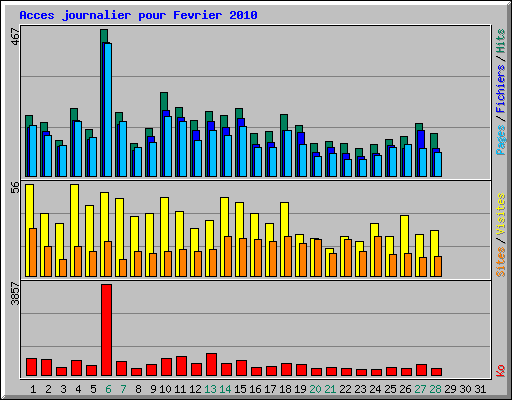 Acces journalier pour Fevrier 2010
467
Pages / Fichiers / Hits
56
Sites / Visites
3857
Ko
1 2 3 4 5 6 7 8 9 10 11 12 13 14 15 16 17 18 19 20 21 22 23 24 25 26 27 28 29 30 31